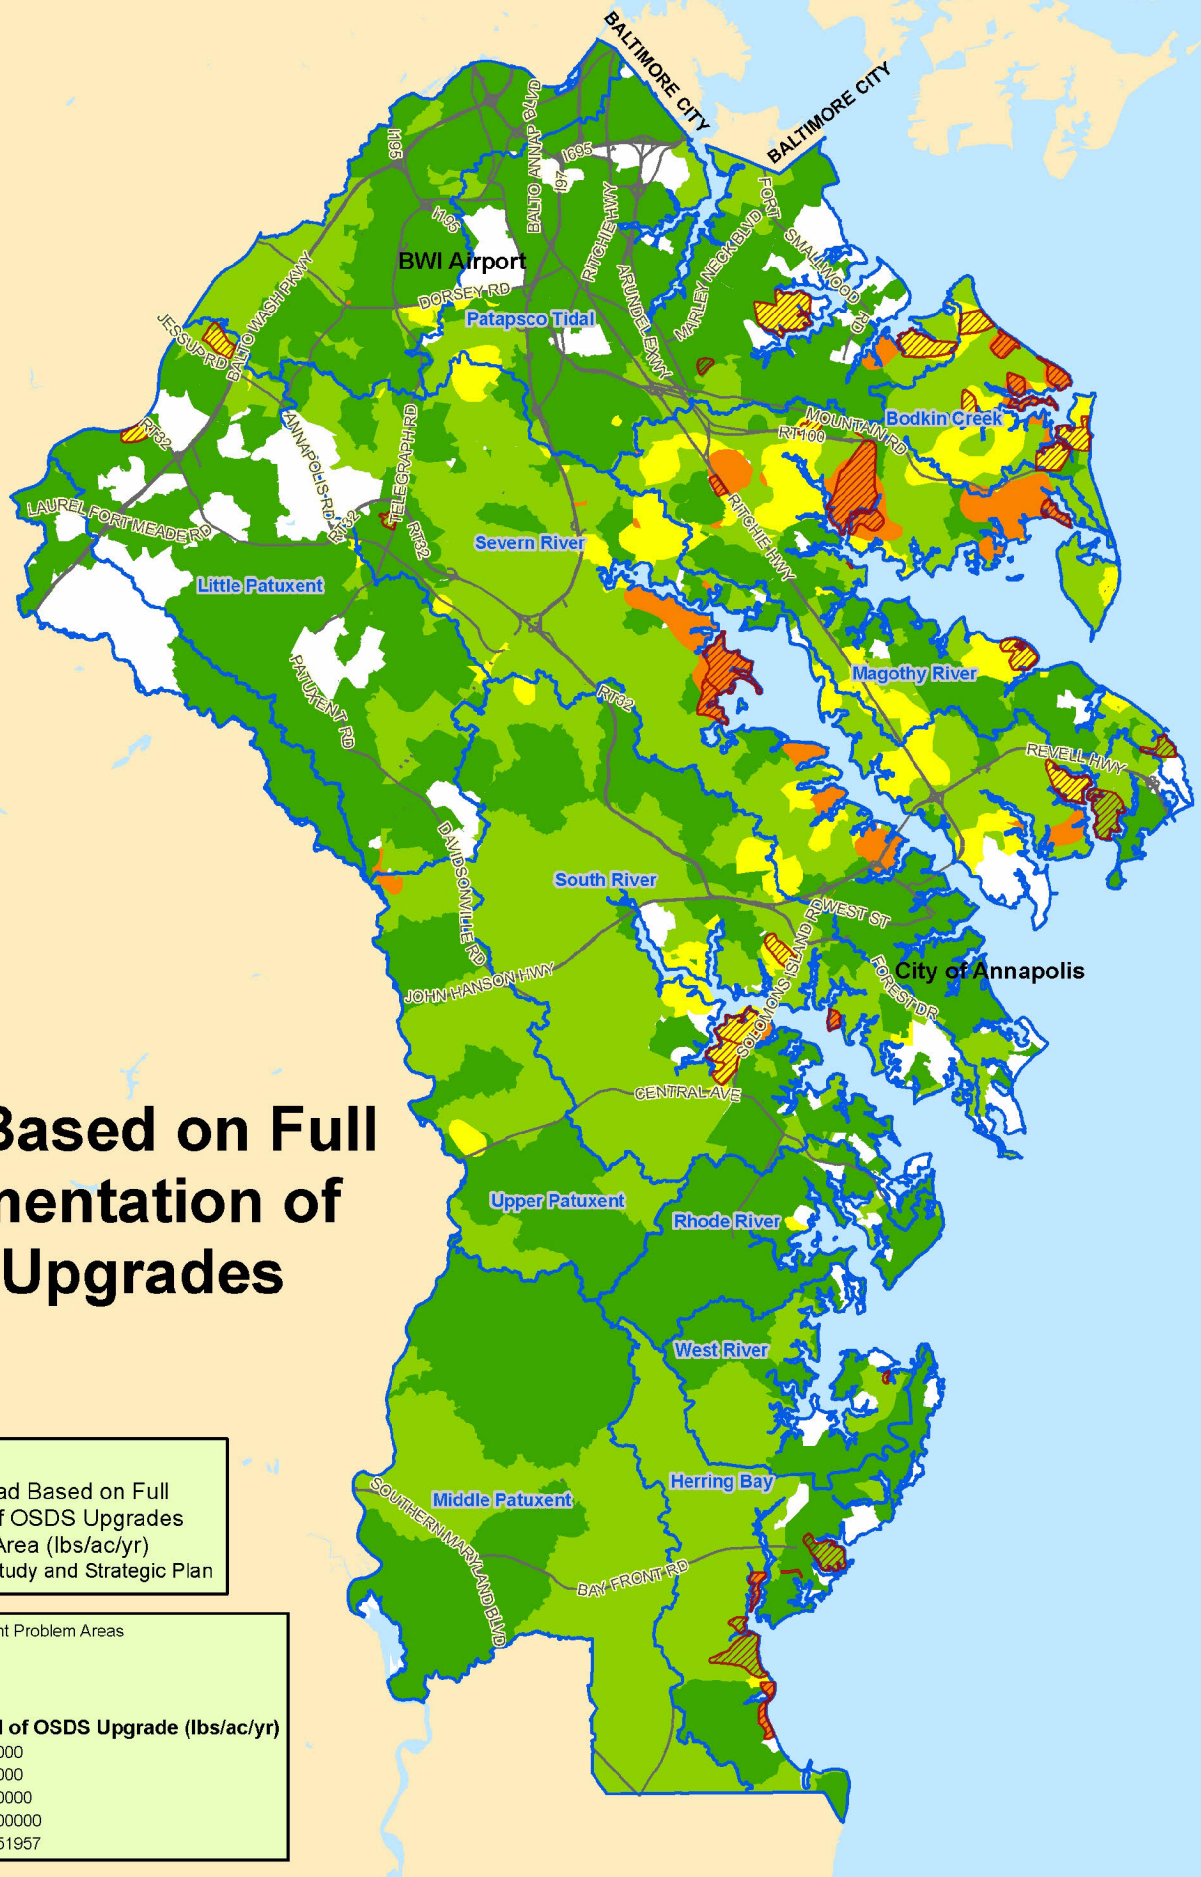 BALTIMORE CITY
BALTIMORE CITY
I195
BALTO ANNAP BLVD
I695
I97
RITCHIE HWY
I195
FORT SMALLWOOD RD
MARLEY NECK BLVD
BWI Airport
ARUNDEL EXWY
DORSEY RD
Patapsco Tidal
BALTO WASH PKWY
JESSUP RD
RT32
ANNAPOLIS RD
TELEGRAPH RD
MOUNTAIN RD
RT100
Bodkin Creek
LAUREL FORT MEADE RD
RT32
RT32
RITCHIE HWY
Severn River
Little Patuxent
PATUXENT RD
RT32
Magothy River
REVELL HWY
DAVIDSONVILLE RD
South River
WEST ST
SOLOMONS ISLAND RD
FOREST DR
City of Annapolis
JOHN HANSON HWY
CENTRAL AVE
Based on Full
mentation of
Upgrades
Upper Patuxent
Rhode River
West River
Herring Bay
Middle Patuxent
SOUTHERN MARYLAND BLVD
BAY FRONT RD
ad Based on Full
f OSDS Upgrades
Area (lbs/ac/yr)
tudy and Strategic Plan
nt Problem Areas
l of OSDS Upgrade (lbs/ac/yr)
000
000
0000
00000
51957